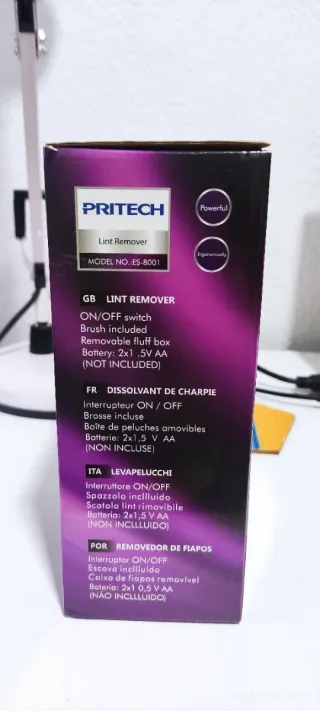 PRITECH
Lint Remover
MODEL NO.:ES-8001
Powerful
Ergonomically
GB LINT REMOVER
ON/OFF switch
Brush included
Removable fluff box
Battery: 2x1 .5V AA
(NOT INCLUDED)
FR DISSOLVANT DE CHARPIE
Interrupteur ON / OFF
Brosse incluse
Boîte de peluches amovibles
Batterie: 2x1,5 V AA
(NON INCLUSE)
ITA LEVAPELUCCHI
Interruttore ON/OFF
Spazzola incllluido
Scatola lint rimovibile
Batteria: 2x1,5 V AA
(NON INCLLLUIDO)
POR REMOVEDOR DE FIAPOS
Interruptor ON/OFF
Escova incllluido
Caixa de fiapos removível
Bateria: 2x1 0,5 V AA
(NÃO INCLLLUIDO)